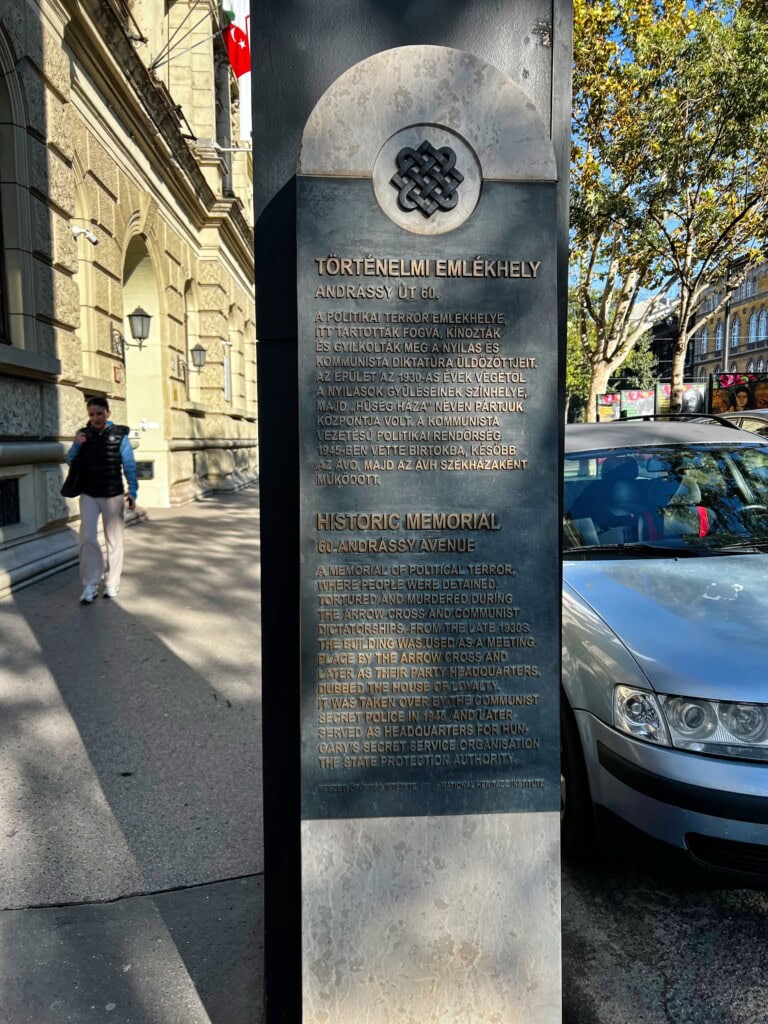 TÖRTÉNELMI EMLÉKHELY
ANDRÁSSY ÚT 60.
A POLITIKAI TERROR EMLÉKHELYE,
ITT TARTOTTÁK FOGVA, KÍNOZTÁK
ÉS GYILKOLTÁK MEG A NYILAS ÉS
KOMMUNISTA DIKTATÚRA ÜLDÖZÖTTJEIT.
AZ ÉPÜLET AZ 1930-AS ÉVEK VÉGÉTŐL
A NYILASOK GYŰLÉSEINEK SZÍNHELYE,
MAJD „HŰSÉG HÁZA” NÉVEN PÁRTJUK
KÖZPONTJA VOLT. A KOMMUNISTA
VEZETÉSŰ POLITIKAI RENDŐRSÉG
1945-BEN VETTE BIRTOKBA, KÉSŐBB
AZ ÁVO, MAJD AZ ÁVH SZÉKHÁZAKÉNT
MŰKÖDÖTT.
HISTORIC MEMORIAL
60 ANDRÁSSY AVENUE
A MEMORIAL OF POLITICAL TERROR,
WHERE PEOPLE WERE DETAINED,
TORTURED AND MURDERED DURING
THE ARROW CROSS AND COMMUNIST
DICTATORSHIPS. FROM THE LATE 1930S
THE BUILDING WAS USED AS A MEETING
PLACE BY THE ARROW CROSS AND
LATER AS THEIR PARTY HEADQUARTERS,
DUBBED THE HOUSE OF LOYALTY.
IT WAS TAKEN OVER BY THE COMMUNIST
SECRET POLICE IN 1945, AND LATER
SERVED AS HEADQUARTERS FOR HUN-
GARY'S SECRET SERVICE ORGANISATION
THE STATE PROTECTION AUTHORITY.
NEMZETI ÖRÖKSÉG INTÉZETE - NATIONAL HERITAGE INSTITUTE